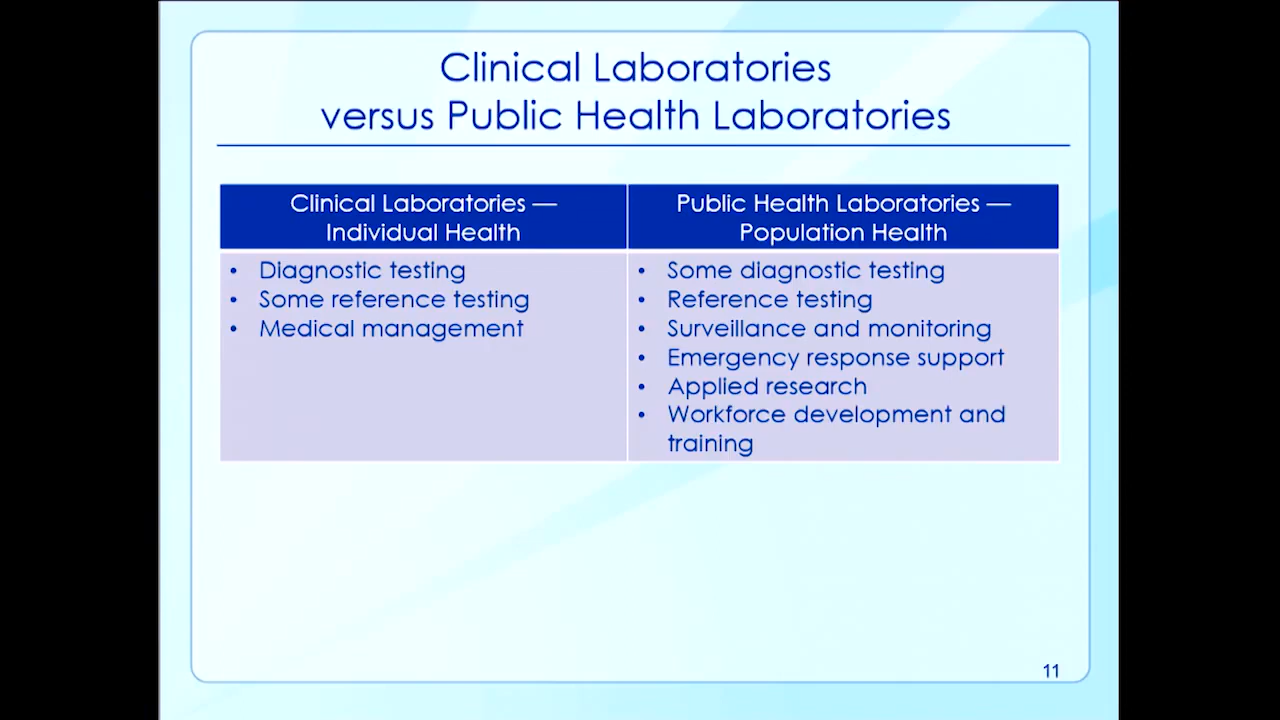 Clinical Laboratories
versus Public Health Laboratories
Clinical Laboratories —
Individual Health
Public Health Laboratories —
Population Health
• Diagnostic testing
• Some reference testing
• Medical management
• Some diagnostic testing
• Reference testing
• Surveillance and monitoring
• Emergency response support
• Applied research
• Workforce development and
training
11